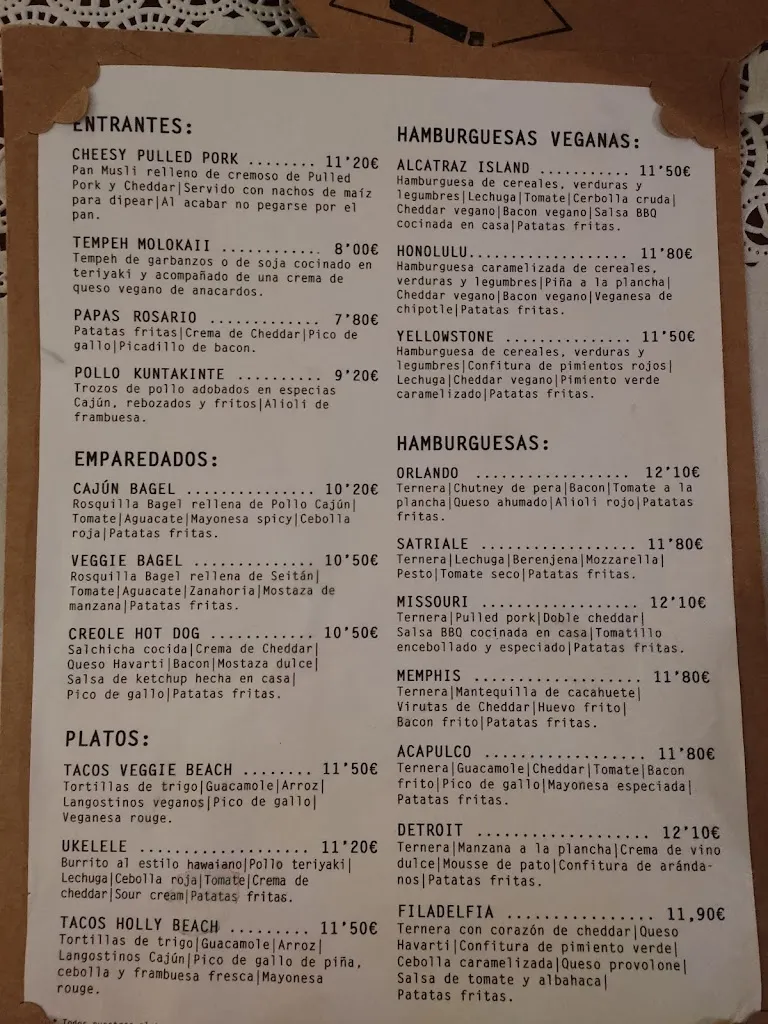 ENTRANTES:
CHEESY PULLED PORK ........ 11'20€
Pan Musli relleno de cremoso de Pulled
Pork y Cheddar|Servido con nachos de maíz
para dipear|Al acabar no pegarse por el
pan.
TEMPEH MOLOKAII ............ 8'00€
Tempeh de garbanzos o de soja cocinado en
teriyaki y acompañado de una crema de
queso vegano de anacardos.
PAPAS ROSARIO ............. 7'80€
Patatas fritas|Crema de Cheddar|Pico de
gallo|Picadillo de bacon.
POLLO KUNTAKINTE .......... 9'20€
Trozos de pollo adobados en especias
Cajún, rebozados y fritos|Alioli de
frambuesa.
EMPAREDADOS:
CAJÚN BAGEL ............... 10'20€
Rosquilla Bagel rellena de Pollo Cajún|
Tomate|Aguacate|Mayonesa spicy|Cebolla
roja|Patatas fritas.
VEGGIE BAGEL .............. 10'50€
Rosquilla Bagel rellena de Seitán|
Tomate|Aguacate|Zanahoria|Mostaza de
manzana|Patatas fritas.
CREOLE HOT DOG ............ 10'50€
Salchicha cocida|Crema de Cheddar|
Queso Havarti|Bacon|Mostaza dulce|
Salsa de ketchup hecha en casa|
Pico de gallo|Patatas fritas.
PLATOS:
TACOS VEGGIE BEACH ........ 11'50€
Tortillas de trigo|Guacamole|Arroz|
Langostinos veganos|Pico de gallo|
Veganesa rouge.
UKELELE ................... 11'20€
Burrito al estilo hawaiano|Pollo teriyaki|
Lechuga|Cebolla roja|Tomate|Crema de
cheddar|Sour cream|Patatas fritas.
TACOS HOLLY BEACH ......... 11'50€
Tortillas de trigo|Guacamole|Arroz|
Langostinos Cajún|Pico de gallo de piña,
cebolla y frambuesa fresca|Mayonesa
rouge.
HAMBURGUESAS VEGANAS:
ALCATRAZ ISLAND ........... 11'50€
Hamburguesa de cereales, verduras y
legumbres|Lechuga|Tomate|Cerbolla cruda|
Cheddar vegano|Bacon vegano|Salsa BBQ
cocinada en casa|Patatas fritas.
HONOLULU................... 11'80€
Hamburguesa caramelizada de cereales,
verduras y legumbres|Piña a la plancha|
Cheddar vegano|Bacon vegano|Veganesa de
chipotle|Patatas fritas.
YELLOWSTONE ............... 11'50€
Hamburguesa de cereales, verduras y
legumbres|Confitura de pimientos rojos|
Lechuga|Cheddar vegano|Pimiento verde
caramelizado|Patatas fritas.
HAMBURGUESAS:
ORLANDO ................... 12'10€
Ternera|Chutney de pera|Bacon|Tomate a la
plancha|Queso ahumado|Alioli rojo|Patatas
fritas.
SATRIALE .................. 11'80€
Ternera|Lechuga|Berenjena|Mozzarella|
Pesto|Tomate seco|Patatas fritas.
MISSOURI .................. 12'10€
Ternera|Pulled pork|Doble cheddar|
Salsa BBQ cocinada en casa|Tomatillo
encebollado y especiado|Patatas fritas.
MEMPHIS ................... 11'80€
Ternera|Mantequilla de cacahuete|
Virutas de Cheddar|Huevo frito|
Bacon frito|Patatas fritas.
ACAPULCO .................. 11'80€
Ternera|Guacamole|Cheddar|Tomate|Bacon
frito|Pico de gallo|Mayonesa especiada|
Patatas fritas.
DETROIT ................... 12'10€
Ternera|Manzana a la plancha|Crema de vino
dulce|Mousse de pato|Confitura de aránda-
nos|Patatas fritas.
FILADELFIA ................ 11,90€
Ternera con corazón de cheddar|Queso
Havarti|Confitura de pimiento verde|
Cebolla caramelizada|Queso provolone|
Salsa de tomate y albahaca|
Patatas fritas.